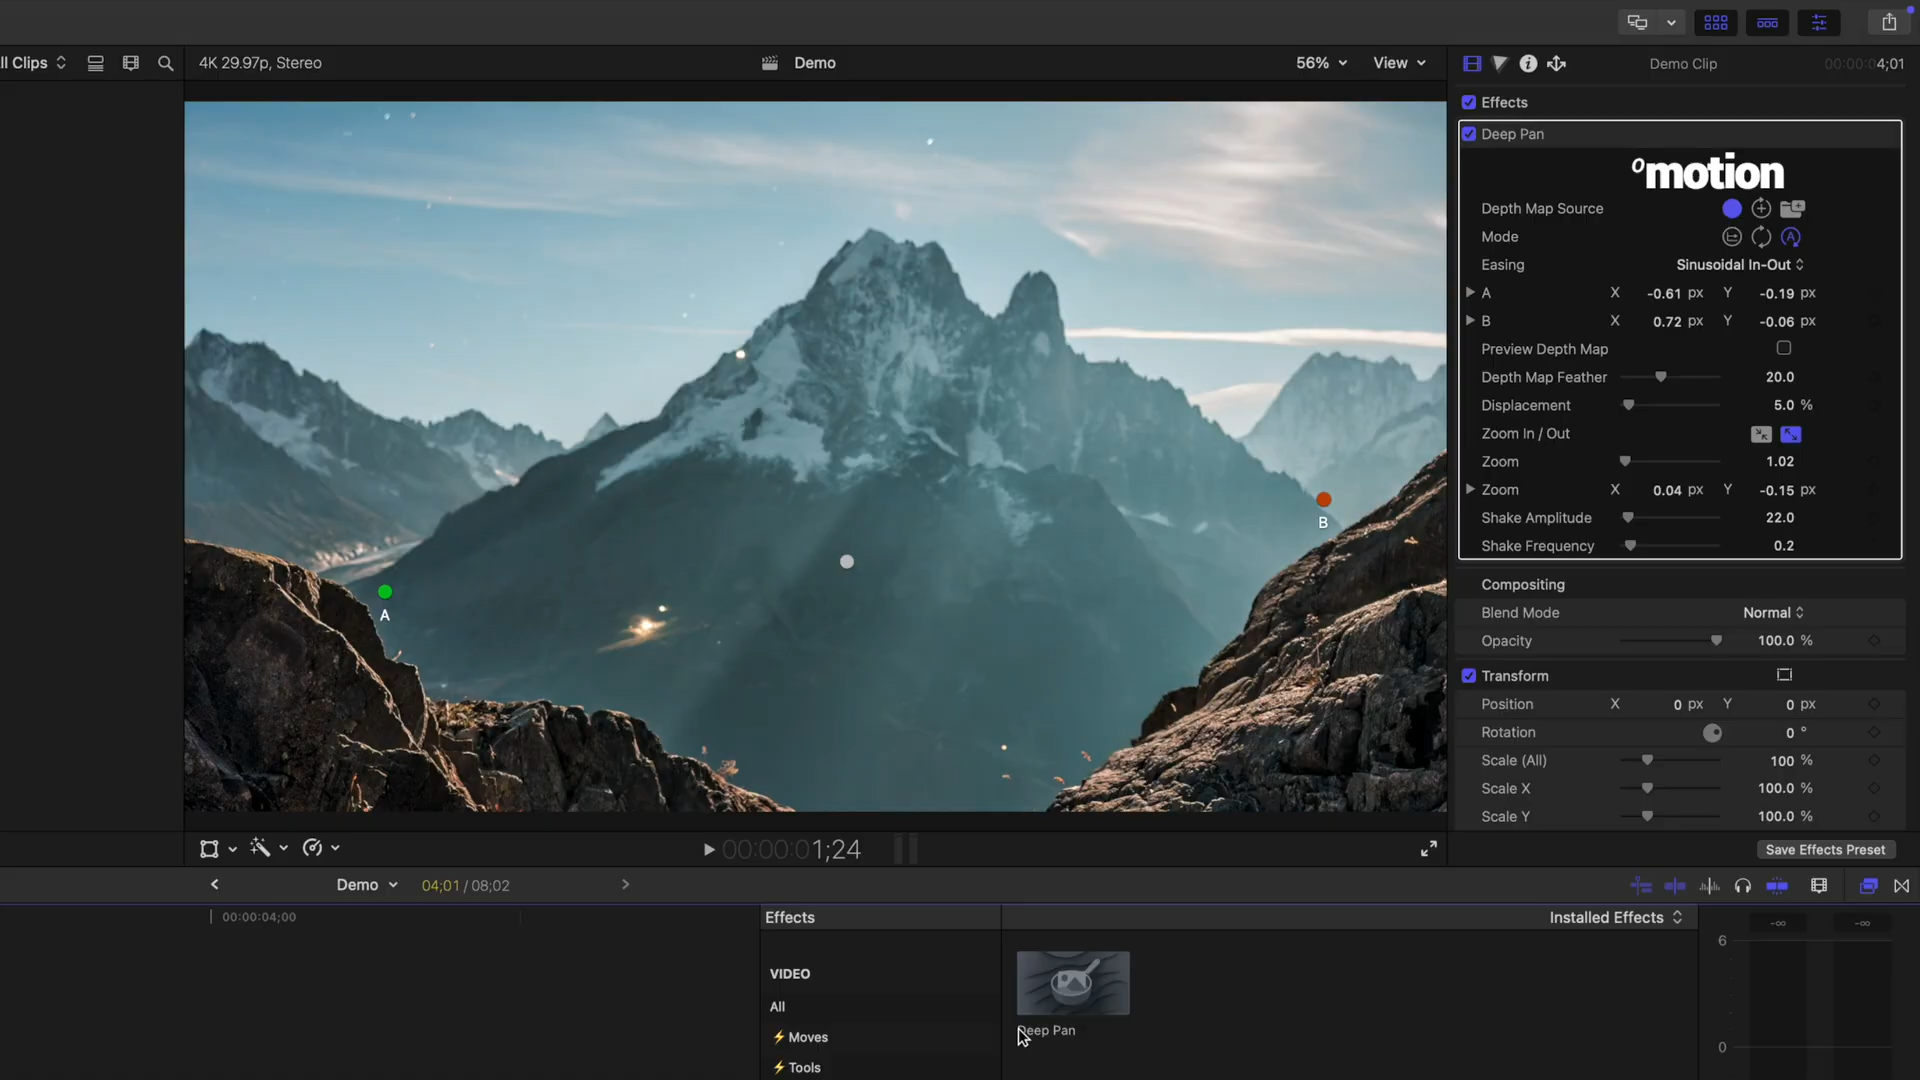 ll Clips
4K 29.97p, Stereo
Demo
56%
View
Demo Clip
00:00:04;01
Effects
Deep Pan
omotion
Depth Map Source
Mode
Easing Sinusoidal In-Out
A X -0.61 px Y -0.19 px
B X 0.72 px Y -0.06 px
Preview Depth Map
Depth Map Feather 20.0
Displacement 5.0 %
Zoom In / Out
Zoom 1.02
Zoom X 0.04 px Y -0.15 px
Shake Amplitude 22.0
Shake Frequency 0.2
A
B
Compositing
Blend Mode Normal
Opacity 100.0 %
Transform
Position X 0 px Y 0 px
Rotation 0 °
Scale (All) 100 %
Scale X 100.0 %
Scale Y 100.0 %
00:00:01;24
Save Effects Preset
Demo
04;01 / 08;02
00:00:04;00
Effects
Installed Effects
-∞ -∞
6
0
VIDEO
All
⚡Moves
⚡Tools
Deep Pan